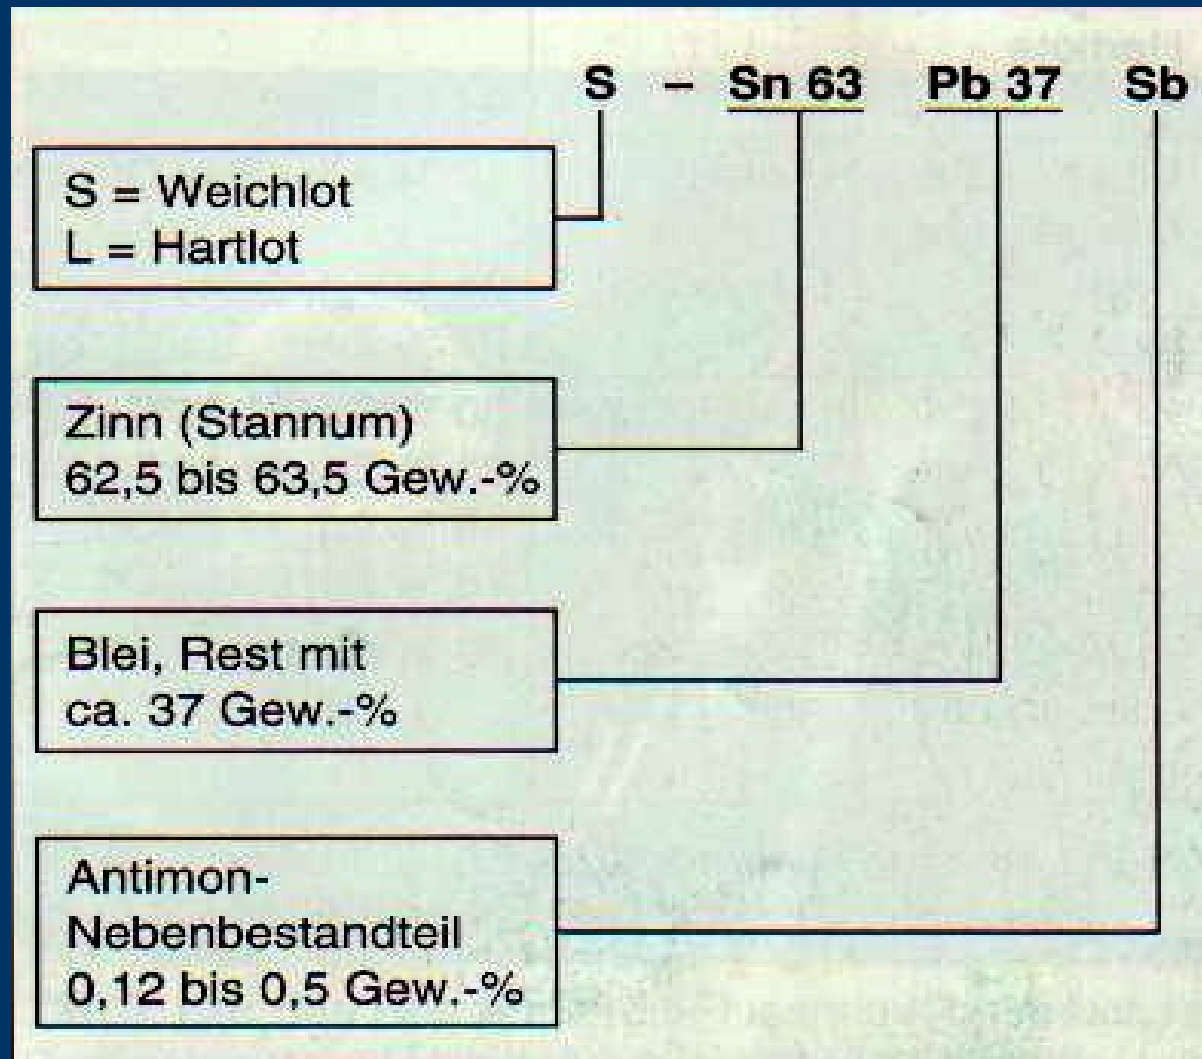 S – Sn 63 Pb 37 Sb
S = Weichlot
L = Hartlot
Zinn (Stannum)
62,5 bis 63,5 Gew.-%
Blei, Rest mit
ca. 37 Gew.-%
Antimon-
Nebenbestandteil
0,12 bis 0,5 Gew.-%